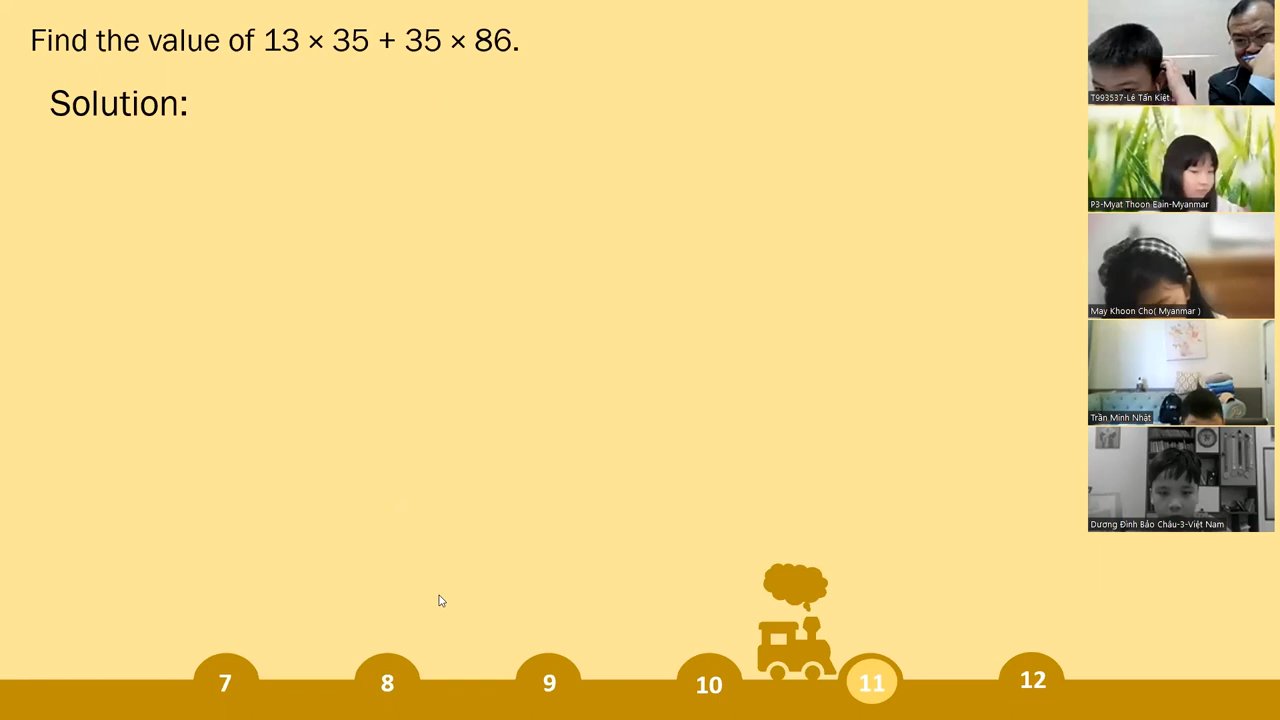 Find the value of 13 × 35 + 35 × 86.
Solution:
T993537-Lê Tấn Kiệt
P3-Myat Thoon Eain-Myanmar
May Khoon Cho( Myanmar )
Trần Minh Nhật
Dương Đình Bảo Châu-3-Việt Nam
7 8 9 10 11 12